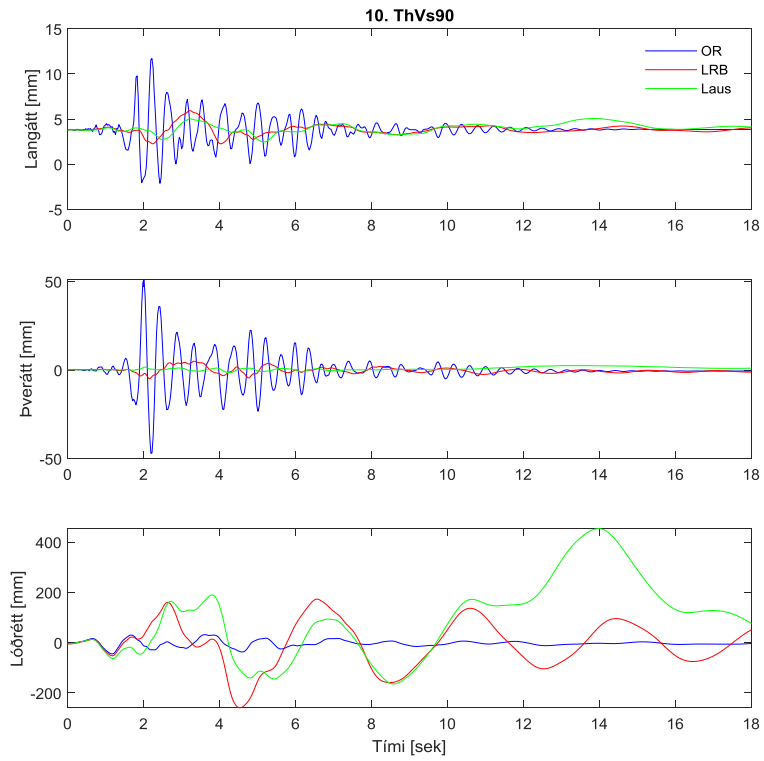 10. ThVs90
15
10
5
0
-5
Langátt [mm]
OR
LRB
Laus
0 2 4 6 8 10 12 14 16 18
50
0
-50
Þverátt [mm]
0 2 4 6 8 10 12 14 16 18
400
200
0
-200
Lóðrétt [mm]
0 2 4 6 8 10 12 14 16 18
Tími [sek]